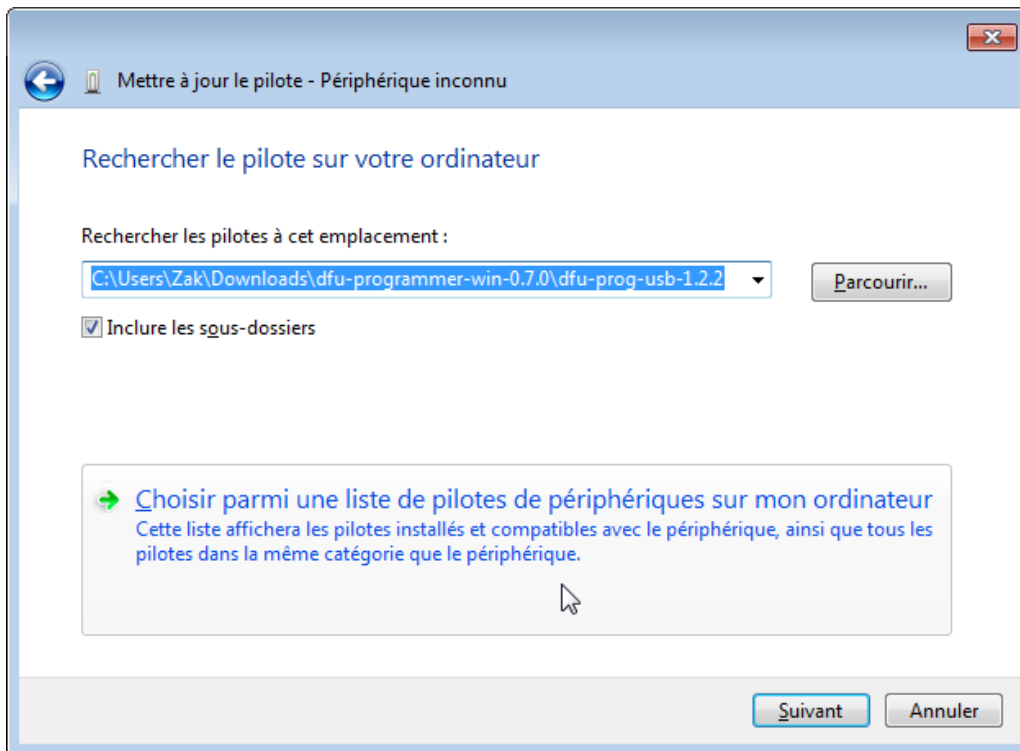 Mettre à jour le pilote - Périphérique inconnu
Rechercher le pilote sur votre ordinateur
Rechercher les pilotes à cet emplacement :
C:\Users\Zak\Downloads\dfu-programmer-win-0.7.0\dfu-prog-usb-1.2.2
Parcourir...
Inclure les sous-dossiers
Choisir parmi une liste de pilotes de périphériques sur mon ordinateur
Cette liste affichera les pilotes installés et compatibles avec le périphérique, ainsi que tous les
pilotes dans la même catégorie que le périphérique.
Suivant
Annuler